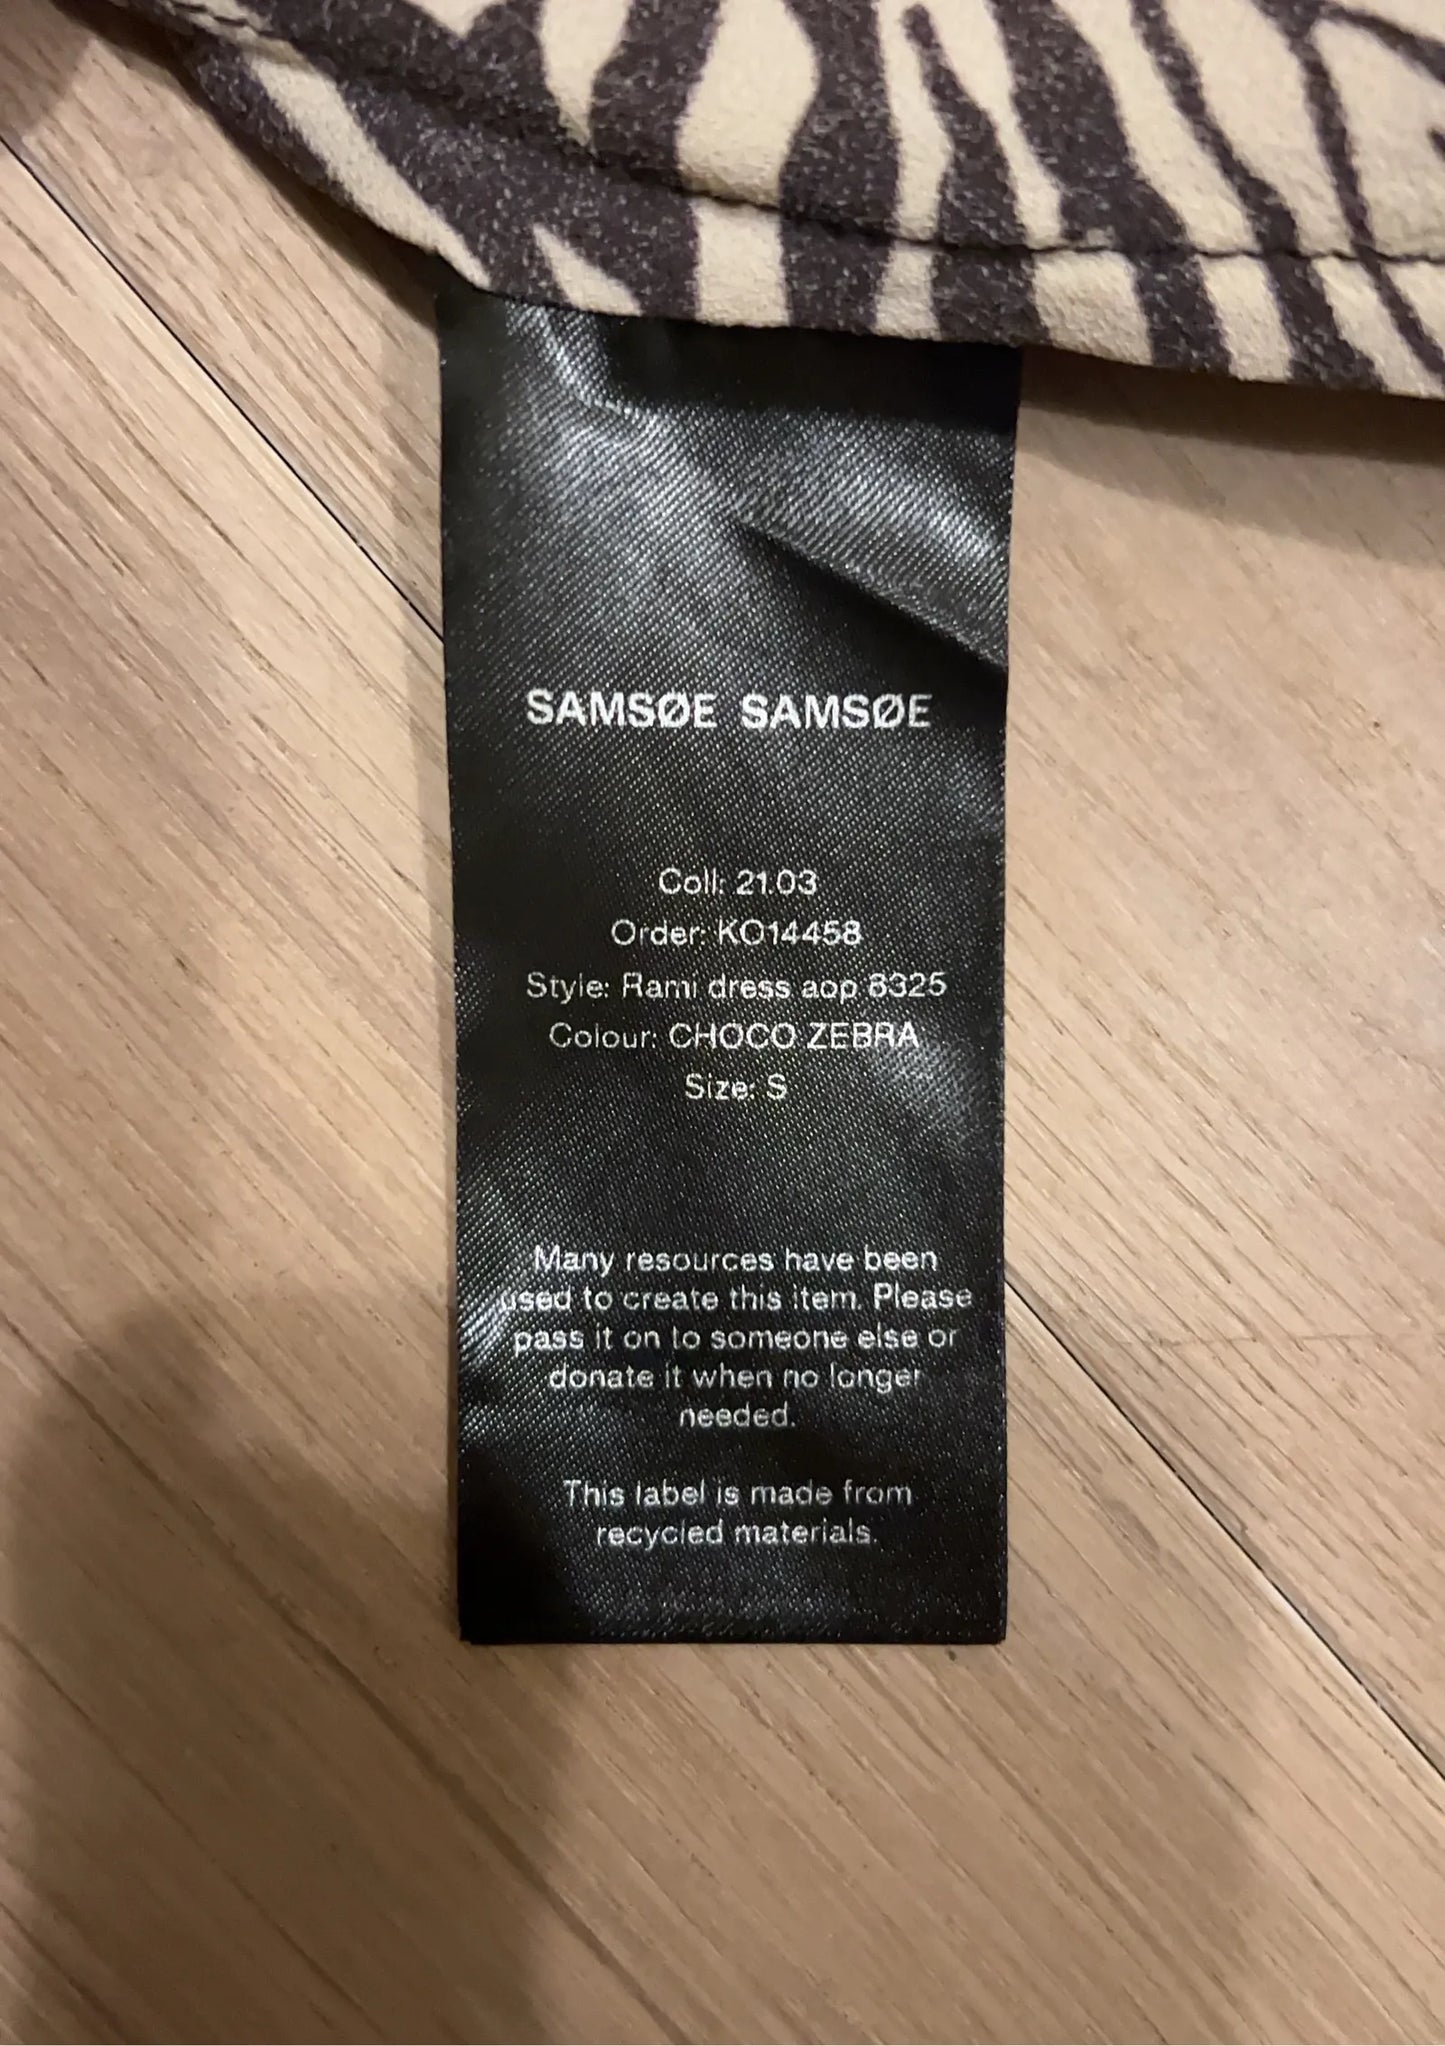 SAMSØE SAMSØE
Coll: 21.03
Order: KO14458
Style: Rami dress aop 8325
Colour: CHOCO ZEBRA
Size: S
Many resources have been
used to create this item. Please
pass it on to someone else or
donate it when no longer
needed.
This label is made from
recycled materials.